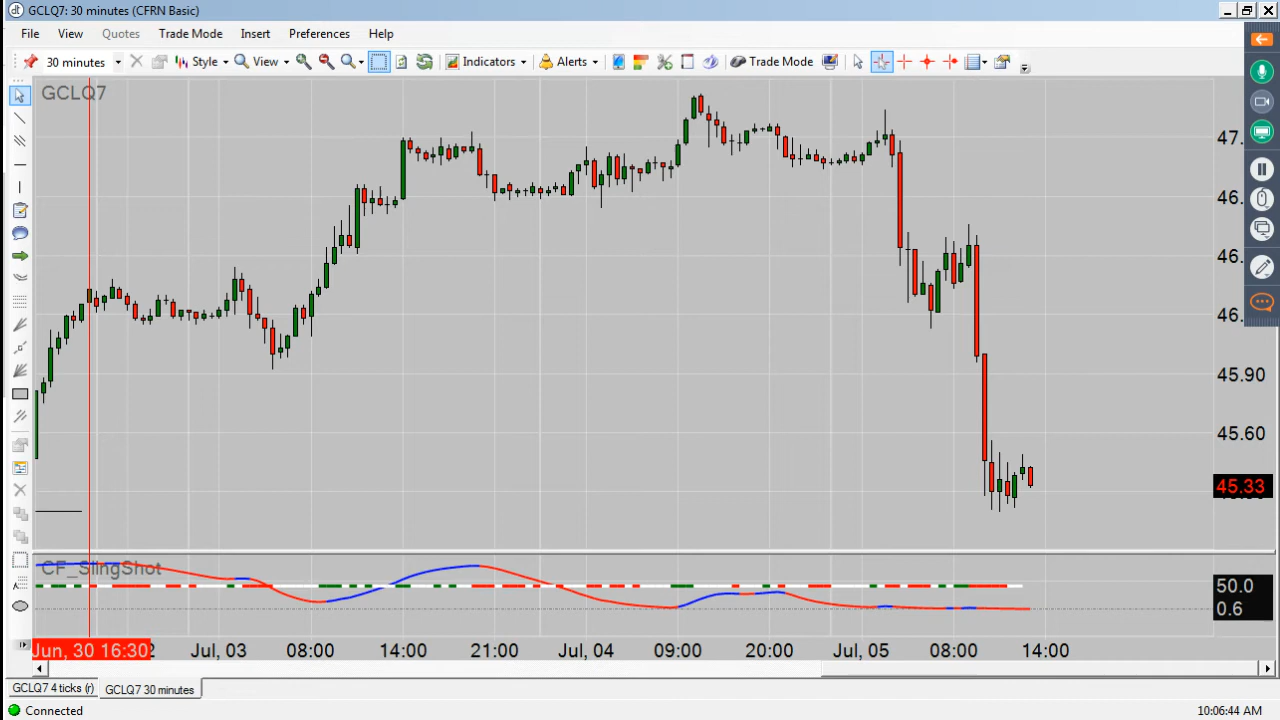 GCLQ7: 30 minutes (CFRN Basic)
File View Quotes Trade Mode Insert Preferences Help
30 minutes Style View Indicators Alerts Trade Mode
GCLQ7
47.
46.
46.
46.
45.90
45.60
45.33
CF_SlingShot
50.0
0.6
Jun, 30 16:30 2 Jul, 03 08:00 14:00 21:00 Jul, 04 09:00 20:00 Jul, 05 08:00 14:00
GCLQ7 4 ticks (r) GCLQ7 30 minutes
Connected 10:06:44 AM